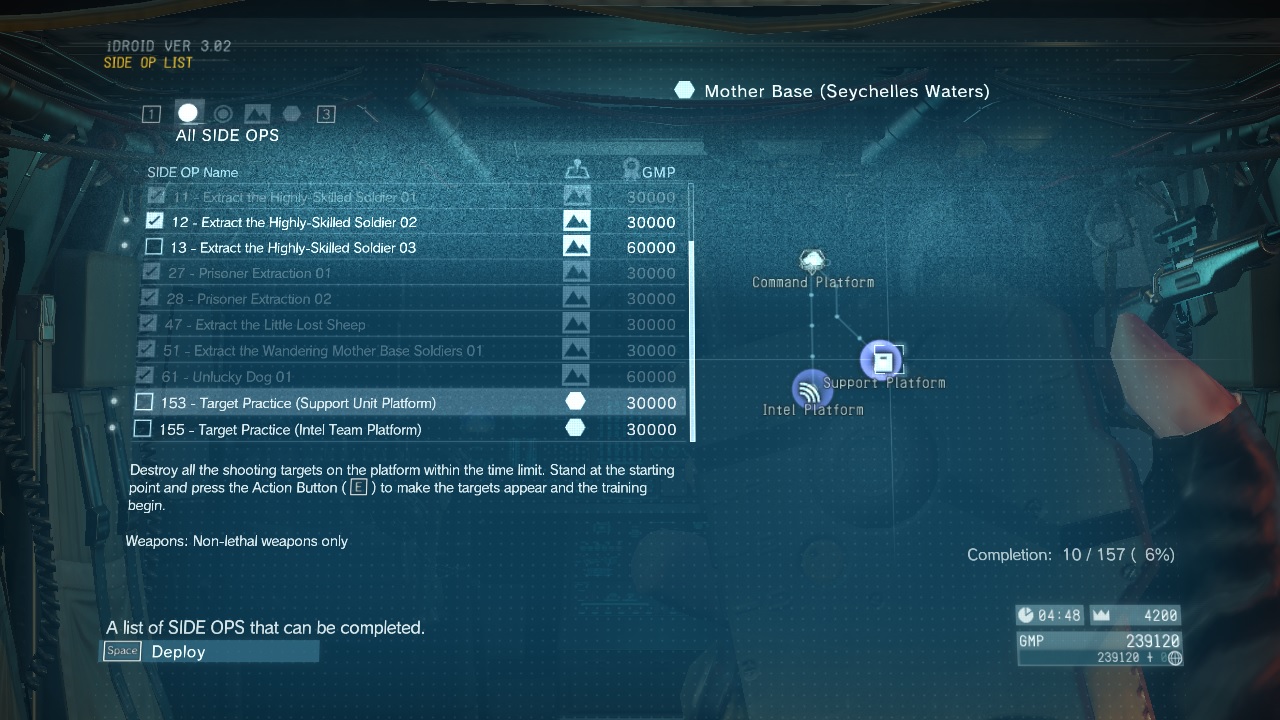 iDROID VER 3.02
SIDE OP LIST
Mother Base (Seychelles Waters)
1 3
All SIDE OPS
SIDE OP Name GMP
11 - Extract the Highly-Skilled Soldier 01 30000
12 - Extract the Highly-Skilled Soldier 02 30000
13 - Extract the Highly-Skilled Soldier 03 60000
27 - Prisoner Extraction 01 30000
28 - Prisoner Extraction 02 30000
47 - Extract the Little Lost Sheep 30000
51 - Extract the Wandering Mother Base Soldiers 01 30000
61 - Unlucky Dog 01 60000
153 - Target Practice (Support Unit Platform) 30000
155 - Target Practice (Intel Team Platform) 30000
Command Platform
Support Platform
Intel Platform
Destroy all the shooting targets on the platform within the time limit. Stand at the starting
point and press the Action Button ( E ) to make the targets appear and the training
begin.
Weapons: Non-lethal weapons only
Completion: 10 / 157 ( 6%)
A list of SIDE OPS that can be completed.
Space Deploy
04:48 4200
GMP 239120
239120 + 0